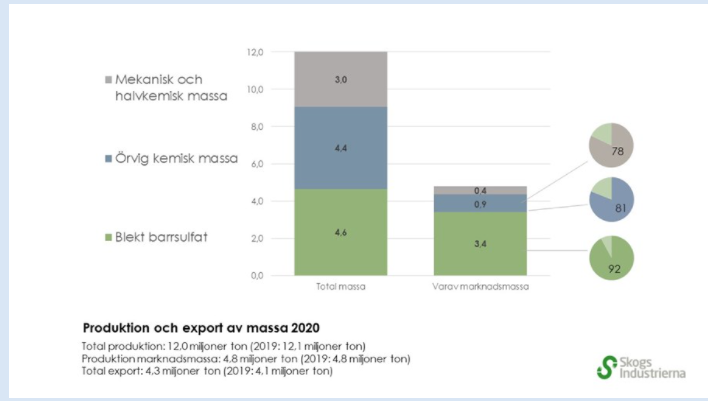 12,0
10,0
8,0
6,0
4,0
2,0
0,0
Mekanisk och
halvkemisk massa
Örvig kemisk massa
Blekt barrsulfat
3,0
4,4
4,6
0,4
0,9
3,4
78
81
92
Total massa
Varav marknadsmassa
Produktion och export av massa 2020
Total produktion: 12,0 miljoner ton (2019: 12,1 miljoner ton)
Produktion marknadsmassa: 4,8 miljoner ton (2019: 4,8 miljoner ton)
Total export: 4,3 miljoner ton (2019: 4,1 miljoner ton)
Skogs
Industrierna